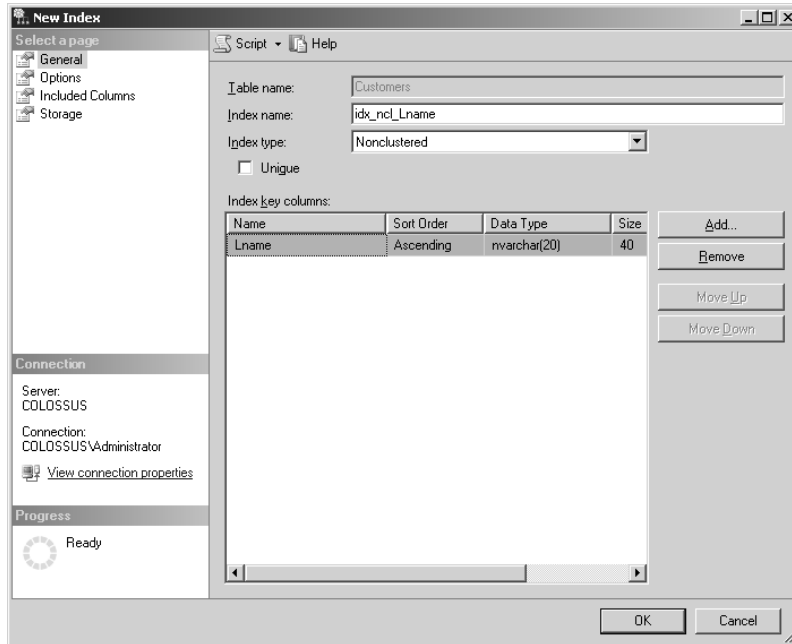 New Index
Select a page
General
Options
Included Columns
Storage
Script Help
Table name: Customers
Index name: idx_ncl_Lname
Index type: Nonclustered
Unique
Index key columns:
Name Sort Order Data Type Size
Lname Ascending nvarchar(20) 40
Add...
Remove
Move Up
Move Down
Connection
Server:
COLOSSUS
Connection:
COLOSSUS\Administrator
View connection properties
Progress
Ready
OK Cancel